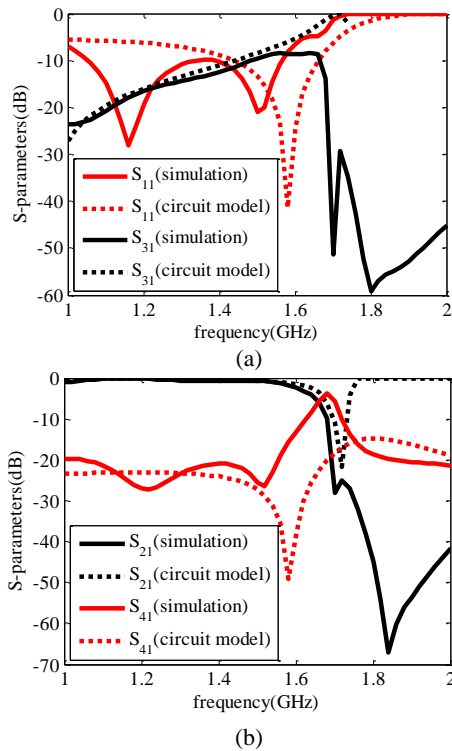 0
-10
-20
-30
-40
-50
-60
S-parameters(dB)
S11(simulation)
S11(circuit model)
S31(simulation)
S31(circuit model)
1 1.2 1.4 1.6 1.8 2
frequency(GHz)
(a)
0
-10
-20
-30
-40
-50
-60
-70
S-parameters(dB)
S21(simulation)
S21(circuit model)
S41(simulation)
S41(circuit model)
1 1.2 1.4 1.6 1.8 2
frequency(GHz)
(b)